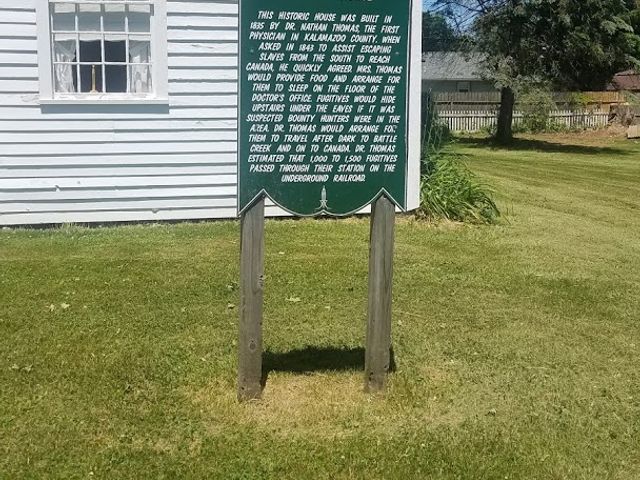 THIS HISTORIC HOUSE WAS BUILT IN
1835 BY DR. NATHAN THOMAS, THE FIRST
PHYSICIAN IN KALAMAZOO COUNTY. WHEN
ASKED IN 1843 TO ASSIST ESCAPING
SLAVES FROM THE SOUTH TO REACH
CANADA, HE QUICKLY AGREED. MRS. THOMAS
WOULD PROVIDE FOOD AND ARRANGE FOR
THEM TO SLEEP ON THE FLOOR OF THE
DOCTOR'S OFFICE. FUGITIVES WOULD HIDE
UPSTAIRS UNDER THE EAVES IF IT WAS
SUSPECTED BOUNTY HUNTERS WERE IN THE
AREA. DR. THOMAS WOULD ARRANGE FOR
THEM TO TRAVEL AFTER DARK TO BATTLE
CREEK AND ON TO CANADA. DR. THOMAS
ESTIMATED THAT 1,000 TO 1,500 FUGITIVES
PASSED THROUGH THEIR STATION ON THE
UNDERGROUND RAILROAD.